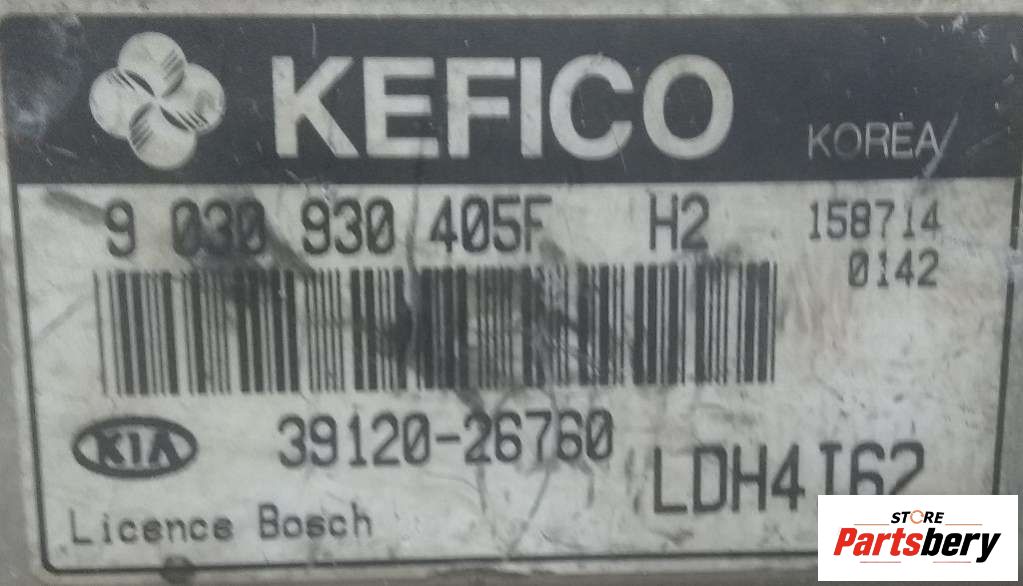 KEFICO KOREA
9 030 930 405F H2 158714
0142
KIA 39120-26760
LDH4I62
Licence Bosch
STORE
Partsbery